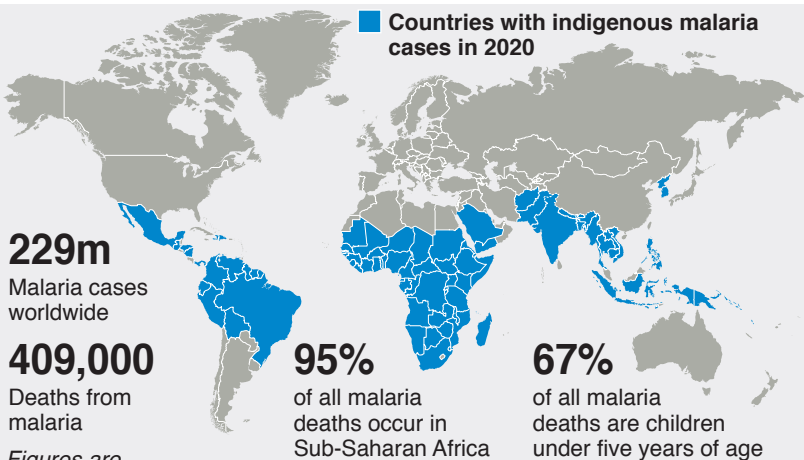 Countries with indigenous malaria
cases in 2020
229m
Malaria cases
worldwide
409,000
Deaths from
malaria
Figures are
95%
of all malaria
deaths occur in
Sub-Saharan Africa
67%
of all malaria
deaths are children
under five years of age